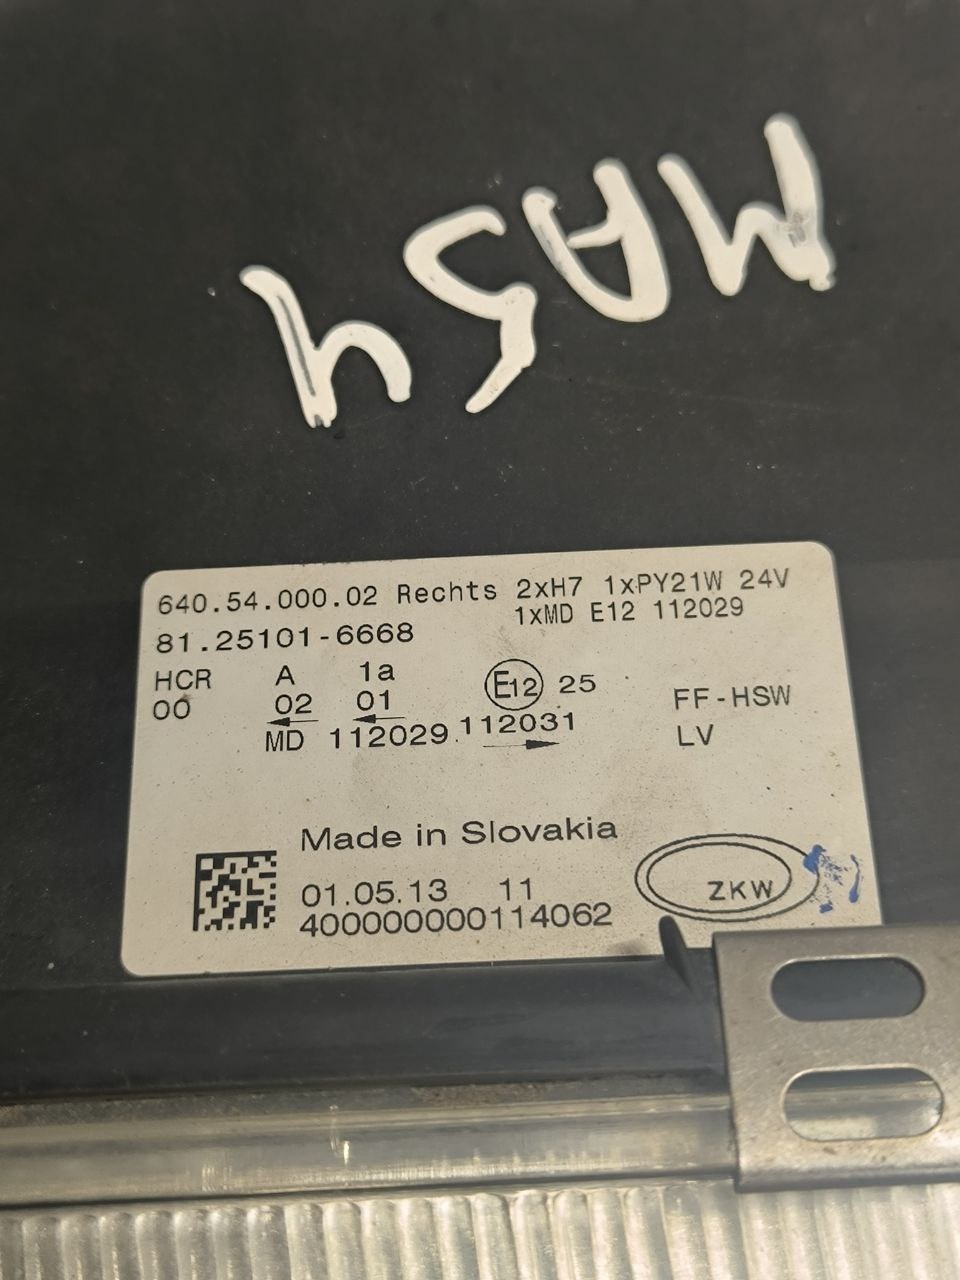 MA54
640.54.000.02 Rechts 2xH7 1xPY21W 24V
1xMD E12 112029
81.25101-6668
HCR A 1a E12 25
00 02 01 FF-HSW
MD 112029 112031 LV
Made in Slovakia
01.05.13 11
400000000114062
ZKW